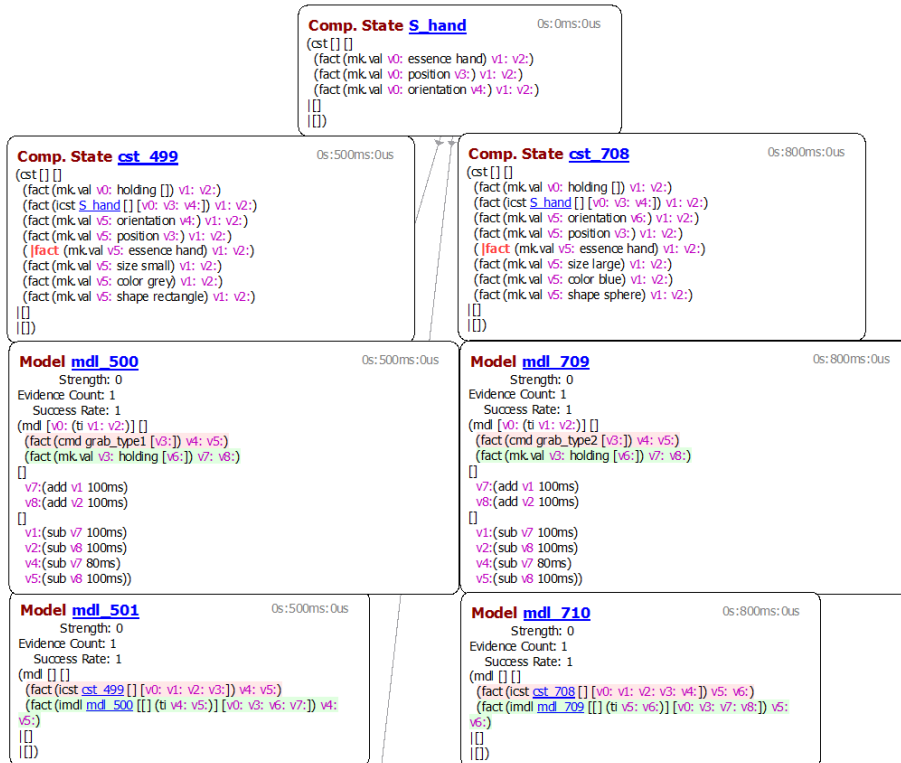 Comp. State S_hand 0s:0ms:0us
(cst [] []
(fact (mk.val v0: essence hand) v1: v2:)
(fact (mk.val v0: position v3:) v1: v2:)
(fact (mk.val v0: orientation v4:) v1: v2:)
|[]
|[])
Comp. State cst_499 0s:500ms:0us
(cst [] []
(fact (mk.val v0: holding []) v1: v2:)
(fact (icst S_hand [] [v0: v3: v4:]) v1: v2:)
(fact (mk.val v5: orientation v4:) v1: v2:)
(fact (mk.val v5: position v3:) v1: v2:)
( |fact (mk.val v5: essence hand) v1: v2:)
(fact (mk.val v5: size small) v1: v2:)
(fact (mk.val v5: color grey) v1: v2:)
(fact (mk.val v5: shape rectangle) v1: v2:)
|[]
|[])
Comp. State cst_708 0s:800ms:0us
(cst [] []
(fact (mk.val v0: holding []) v1: v2:)
(fact (icst S_hand [] [v0: v3: v4:]) v1: v2:)
(fact (mk.val v5: orientation v6:) v1: v2:)
(fact (mk.val v5: position v3:) v1: v2:)
( |fact (mk.val v5: essence hand) v1: v2:)
(fact (mk.val v5: size large) v1: v2:)
(fact (mk.val v5: color blue) v1: v2:)
(fact (mk.val v5: shape sphere) v1: v2:)
|[]
|[])
Model mdl_500 0s:500ms:0us
Strength: 0
Evidence Count: 1
Success Rate: 1
(mdl [v0: (ti v1: v2:)] []
(fact (cmd grab_type1 [v3:]) v4: v5:)
(fact (mk.val v3: holding [v6:]) v7: v8:)
[]
v7:(add v1 100ms)
v8:(add v2 100ms)
[]
v1:(sub v7 100ms)
v2:(sub v8 100ms)
v4:(sub v7 80ms)
v5:(sub v8 100ms))
Model mdl_709 0s:800ms:0us
Strength: 0
Evidence Count: 1
Success Rate: 1
(mdl [v0: (ti v1: v2:)] []
(fact (cmd grab_type2 [v3:]) v4: v5:)
(fact (mk.val v3: holding [v6:]) v7: v8:)
[]
v7:(add v1 100ms)
v8:(add v2 100ms)
[]
v1:(sub v7 100ms)
v2:(sub v8 100ms)
v4:(sub v7 80ms)
v5:(sub v8 100ms))
Model mdl_501 0s:500ms:0us
Strength: 0
Evidence Count: 1
Success Rate: 1
(mdl [] []
(fact (icst cst_499 [] [v0: v1: v2: v3:]) v4: v5:)
(fact (imdl mdl_500 [[] (ti v4: v5:)] [v0: v3: v6: v7:]) v4:
v5:)
|[]
|[])
Model mdl_710 0s:800ms:0us
Strength: 0
Evidence Count: 1
Success Rate: 1
(mdl [] []
(fact (icst cst_708 [] [v0: v1: v2: v3: v4:]) v5: v6:)
(fact (imdl mdl_709 [[] (ti v5: v6:)] [v0: v3: v7: v8:]) v5:
v6:)
|[]
|[])